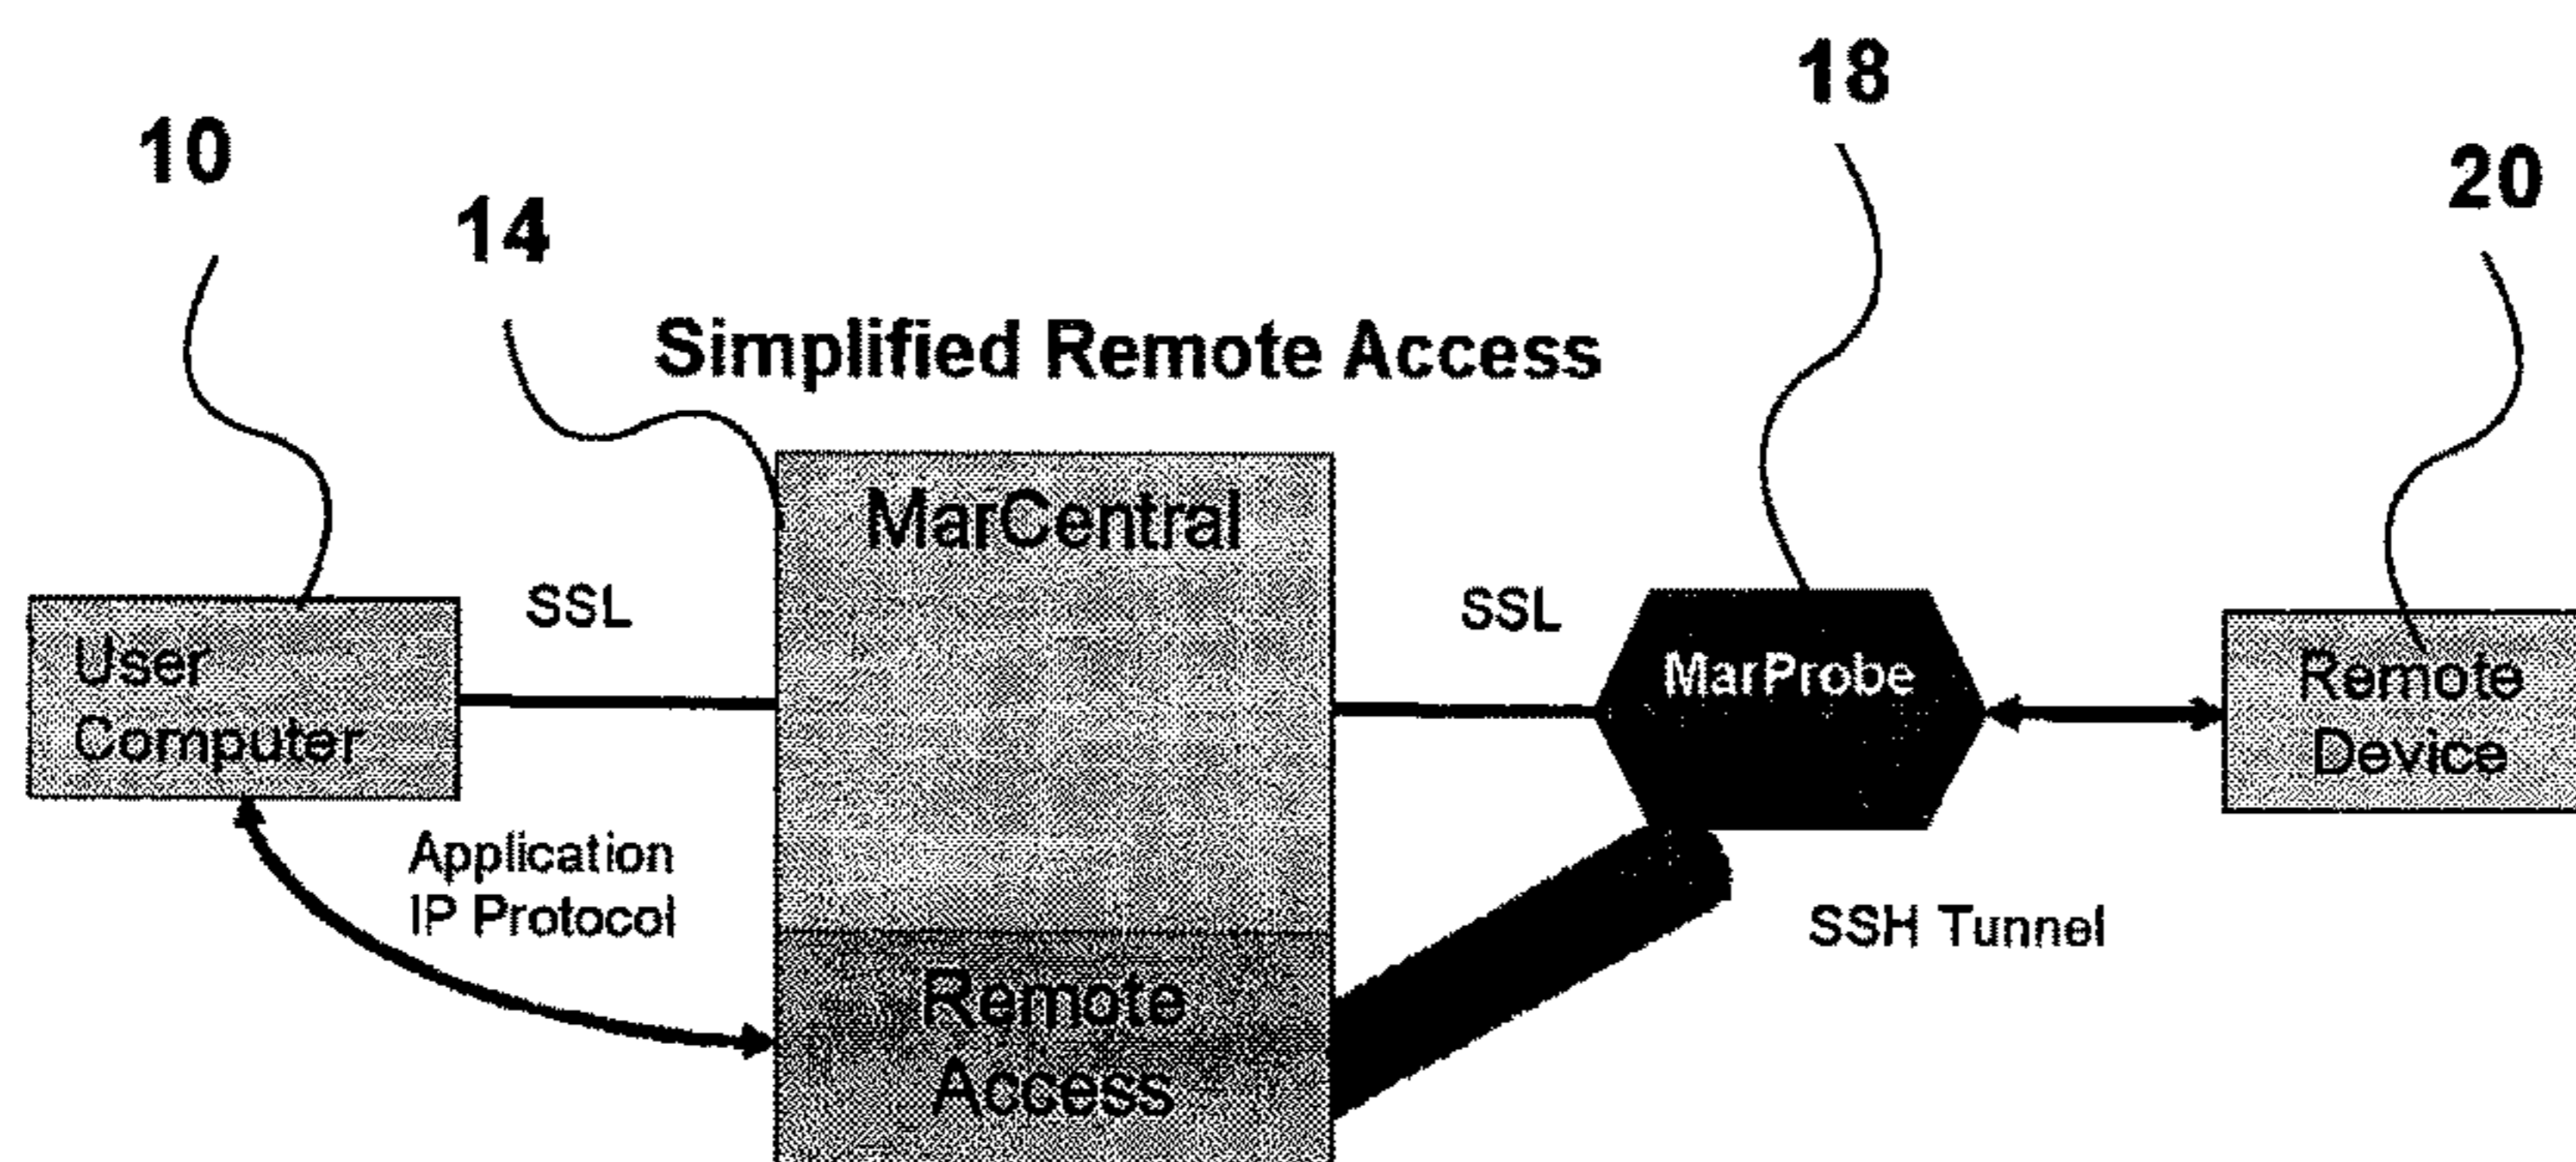 18
10
20
14
Simplified Remote Access
MarCentral
SSL
SSL
User
Computer
MarProbe
Remote
Device
Application
IP Protocol
SSH Tunnel
Remote
Access